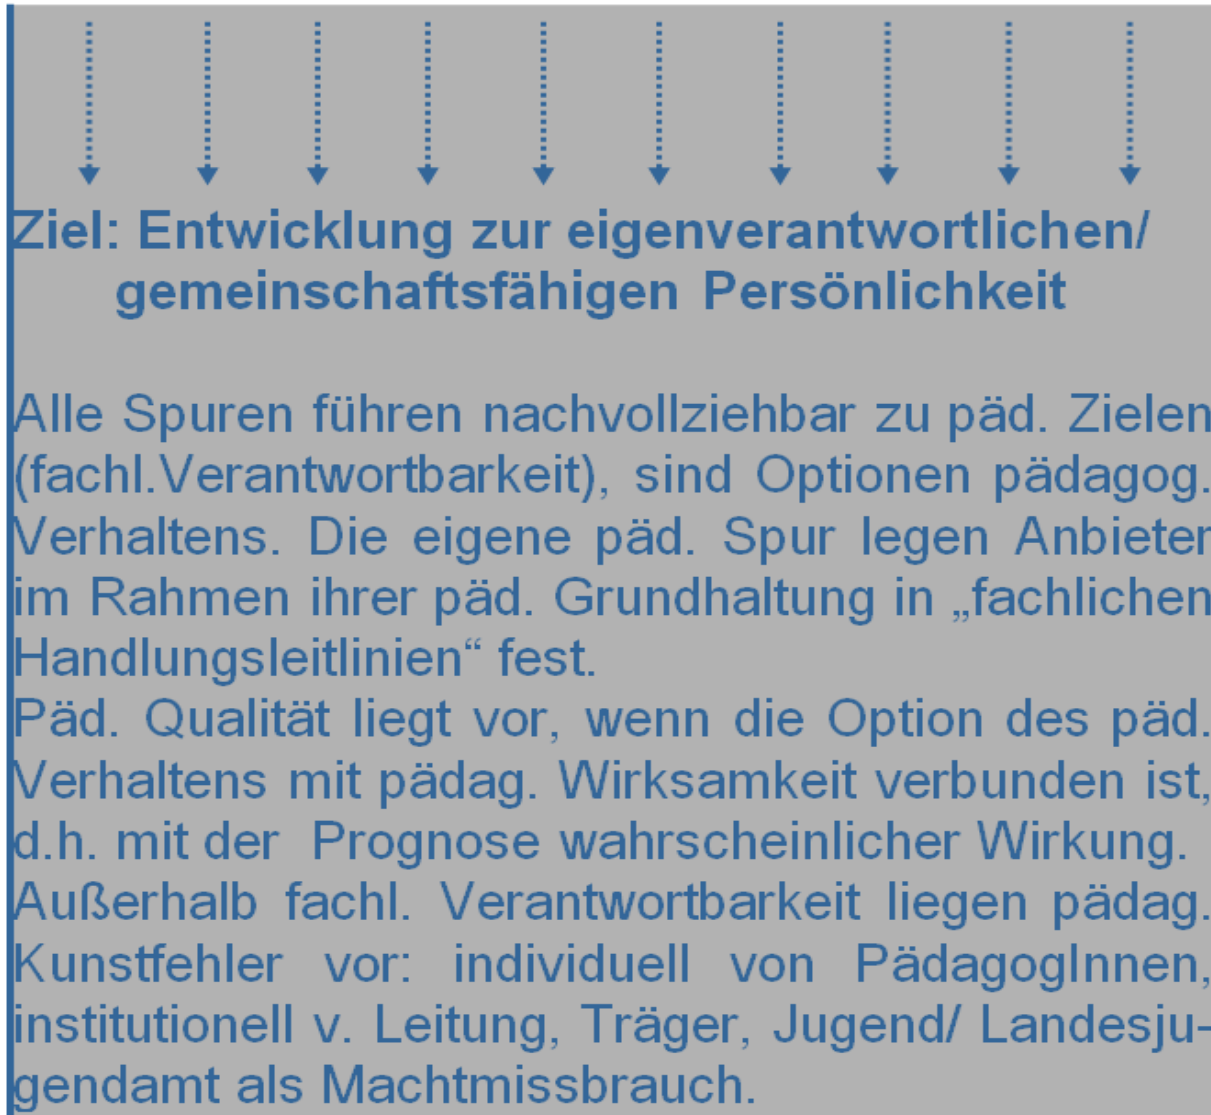 Ziel: Entwicklung zur eigenverantwortlichen/
gemeinschaftsfähigen Persönlichkeit
Alle Spuren führen nachvollziehbar zu päd. Zielen
(fachl.Verantwortbarkeit), sind Optionen pädagog.
Verhaltens. Die eigene päd. Spur legen Anbieter
im Rahmen ihrer päd. Grundhaltung in „fachlichen
Handlungsleitlinien“ fest.
Päd. Qualität liegt vor, wenn die Option des päd.
Verhaltens mit pädag. Wirksamkeit verbunden ist,
d.h. mit der Prognose wahrscheinlicher Wirkung.
Außerhalb fachl. Verantwortbarkeit liegen pädag.
Kunstfehler vor: individuell von PädagogInnen,
institutionell v. Leitung, Träger, Jugend/ Landesju-
gendamt als Machtmissbrauch.